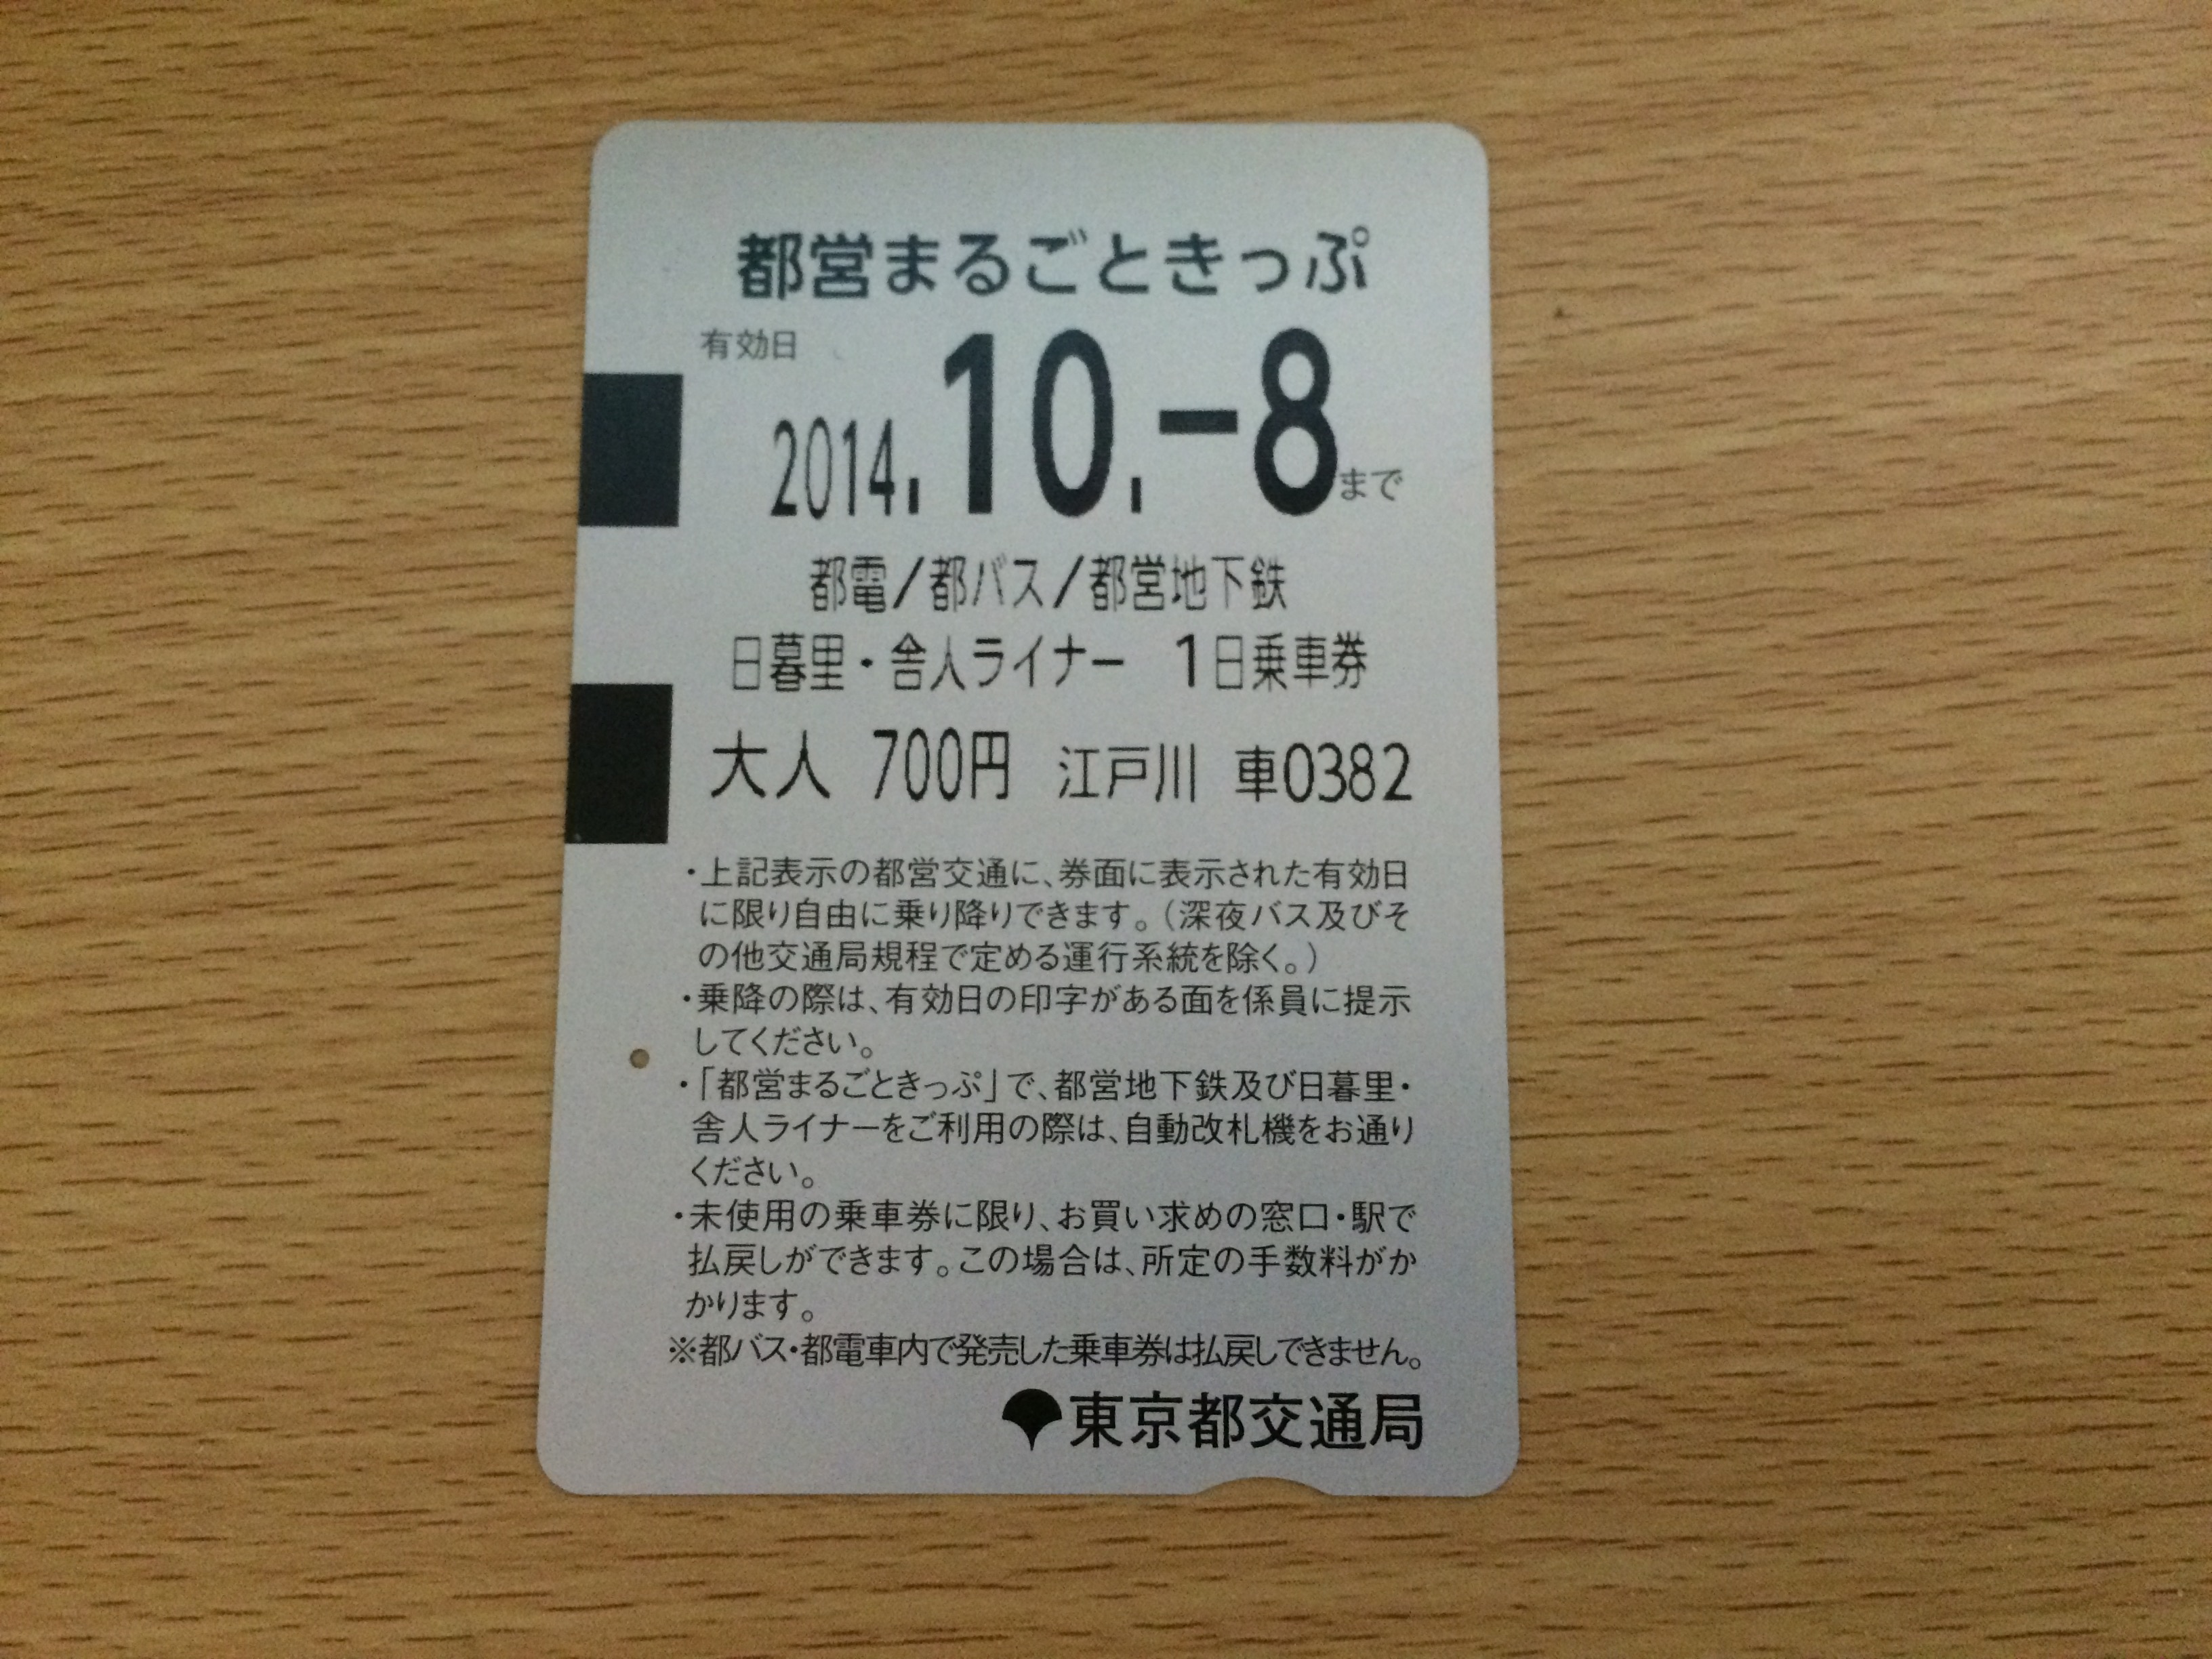 都営まるごときっぷ
有効日
2014.10.-8まで
都電/都バス/都営地下鉄
日暮里・舎人ライナー 1日乗車券
大人 700円 江戸川 車0382
・上記表示の都営交通に、券面に表示された有効日
に限り自由に乗り降りできます。(深夜バス及びそ
の他交通局規程で定める運行系統を除く。)
・乗降の際は、有効日の印字がある面を係員に提示
してください。
・「都営まるごときっぷ」で、都営地下鉄及び日暮里・
舎人ライナーをご利用の際は、自動改札機をお通り
ください。
・未使用の乗車券に限り、お買い求めの窓口・駅で
払戻しができます。この場合は、所定の手数料がか
かります。
※都バス・都電車内で発売した乗車券は払戻しできません。
東京都交通局